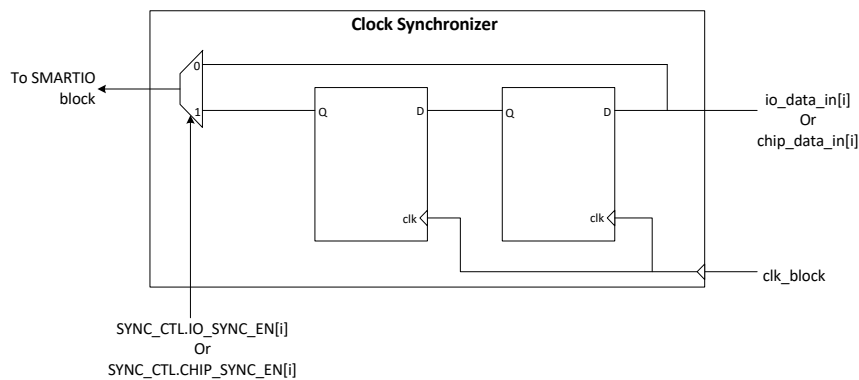 Clock Synchronizer
0
To SMARTIO
block
1
Q
D
Q
D
io_data_in[i]
Or
chip_data_in[i]
clk
clk
clk_block
SYNC_CTL.IO_SYNC_EN[i]
Or
SYNC_CTL.CHIP_SYNC_EN[i]